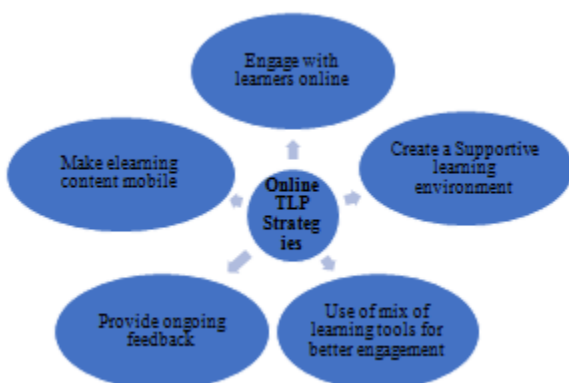 Engage with
learners online
Make elearning
content mobile
Create a Supportive
learning
environment
Online
TLP
Strateg
ies
Provide ongoing
feedback
Use of mix of
learning tools for
better engagement